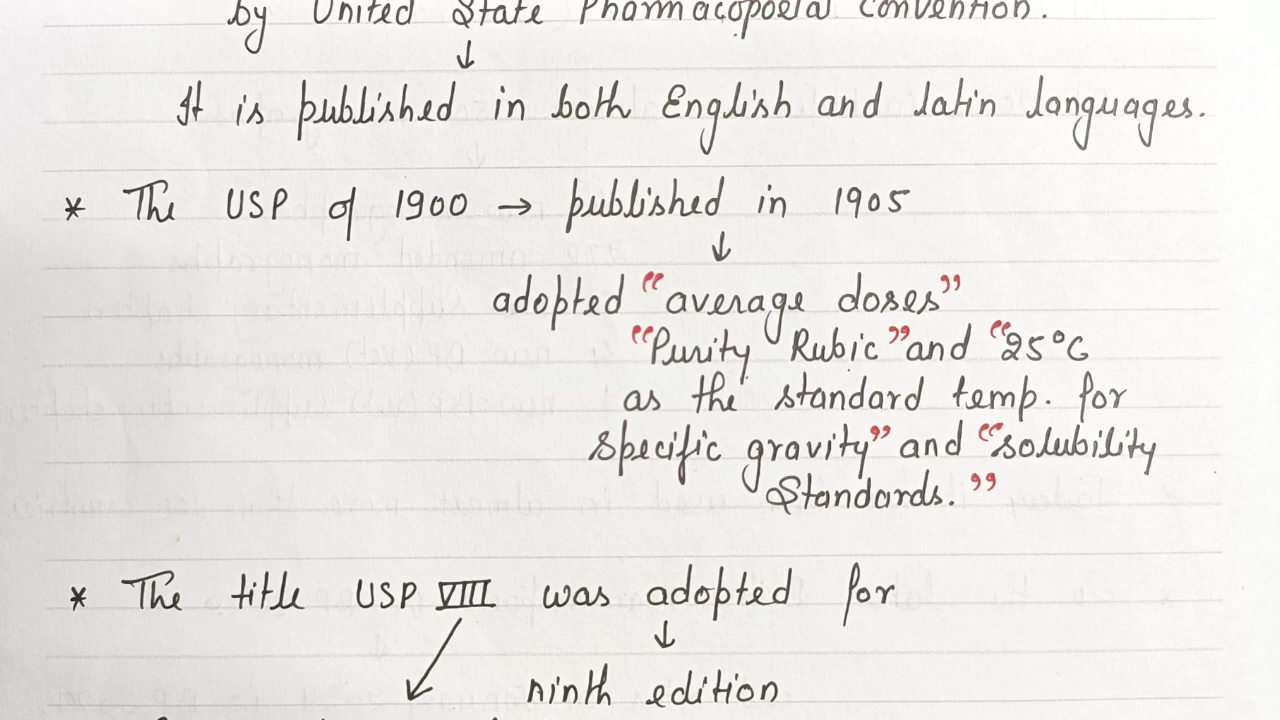 by United State Pharmacopoeia Convention.
↓
It is published in both English and latin languages.
* The USP of 1900 → published in 1905
↓
adopted "average doses"
"Purity Rubic" and "25°C
as the standard temp. for
specific gravity" and "solubility
Standards."
* The title USP VIII was adopted for
↓
ninth edition